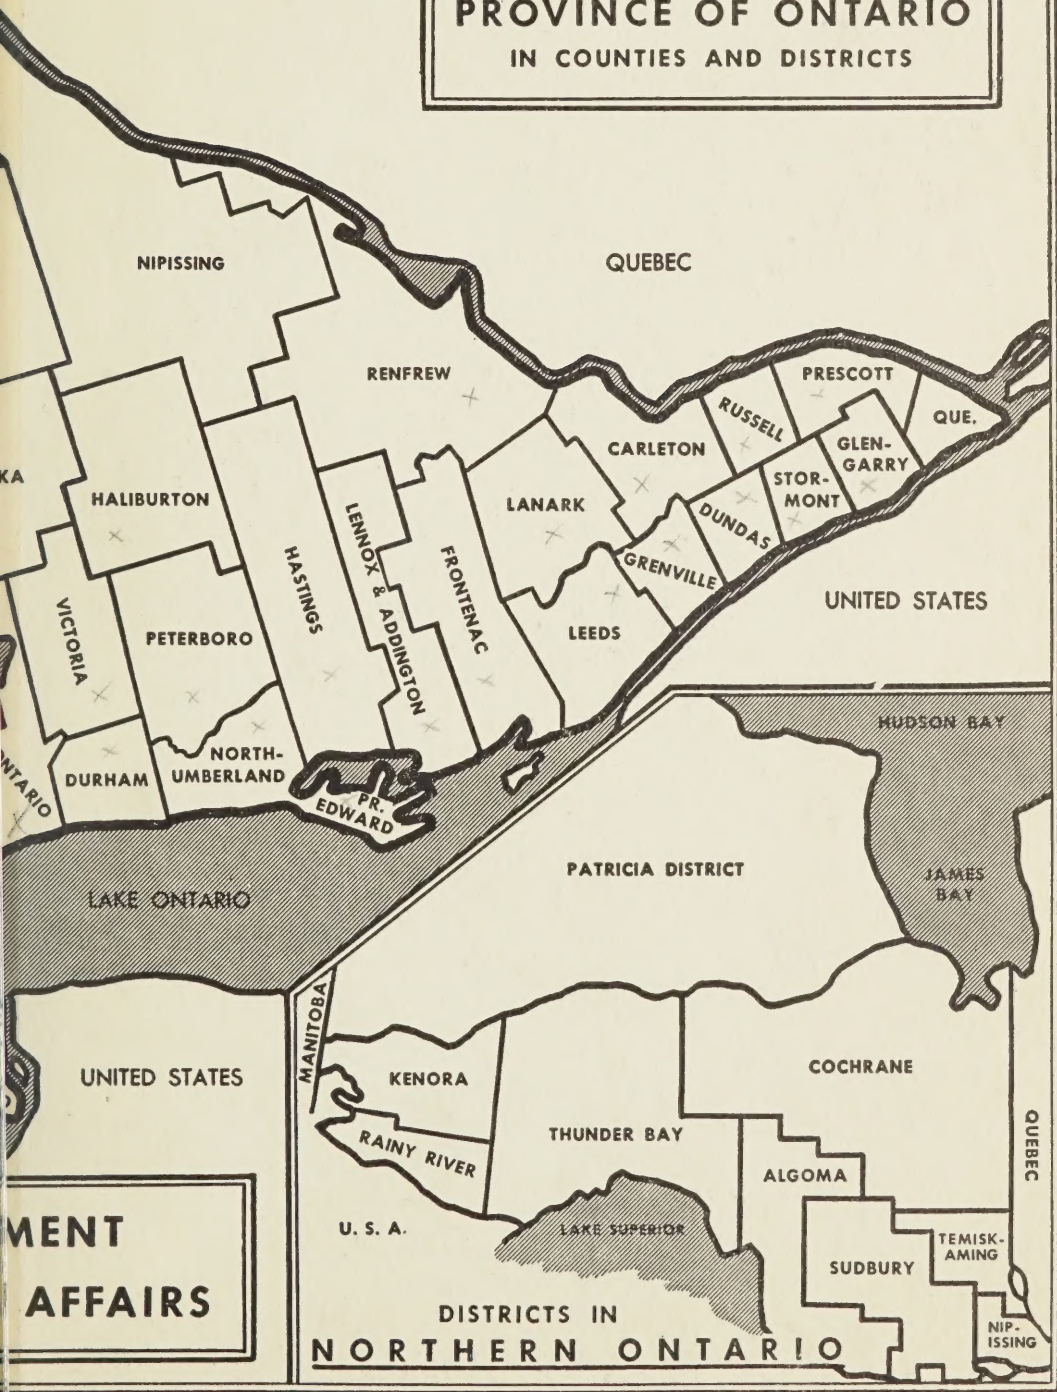 PROVINCE OF ONTARIO
IN COUNTIES AND DISTRICTS
NIPISSING
QUEBEC
RENFREW
PRESCOTT
RUSSELL
QUE.
CARLETON
GLEN-
GARRY
KA
HALIBURTON
LANARK
STOR-
MONT
DUNDAS
LENNOX & ADDINGTON
HASTINGS
FRONTENAC
GRENVILLE
UNITED STATES
VICTORIA
PETERBORO
LEEDS
NORTH-
UMBERLAND
DURHAM
ONTARIO
PR.
EDWARD
LAKE ONTARIO
UNITED STATES
MENT
AFFAIRS
HUDSON BAY
PATRICIA DISTRICT
JAMES
BAY
MANITOBA
KENORA
COCHRANE
RAINY RIVER
THUNDER BAY
QUEBEC
ALGOMA
U. S. A.
LAKE SUPERIOR
TEMISK-
AMING
SUDBURY
NIP-
ISSING
DISTRICTS IN
NORTHERN ONTARIO